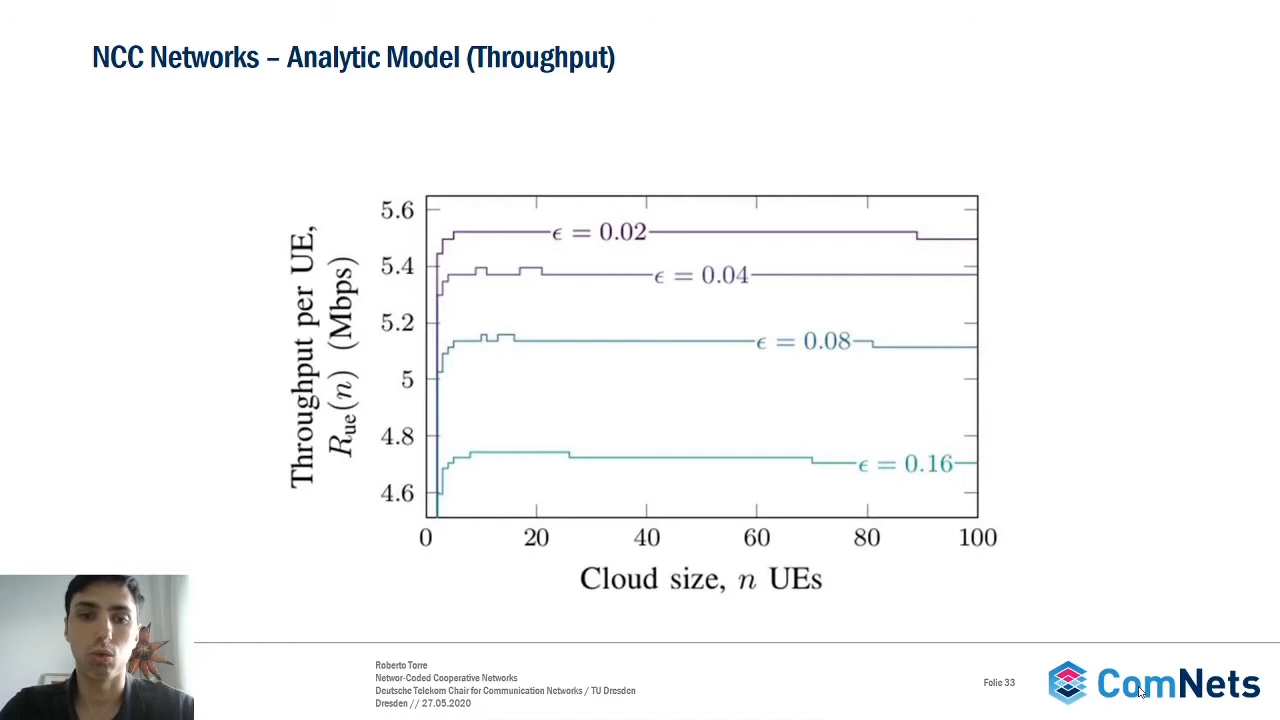 NCC Networks – Analytic Model (Throughput)
Throughput per UE,
R_ue(n) (Mbps)
5.6
5.4
5.2
5
4.8
4.6
ϵ = 0.02
ϵ = 0.04
ϵ = 0.08
ϵ = 0.16
0 20 40 60 80 100
Cloud size, n UEs
Roberto Torre
Networ-Coded Cooperative Networks
Deutsche Telekom Chair for Communication Networks / TU Dresden
Dresden // 27.05.2020
Folie 33
ComNets